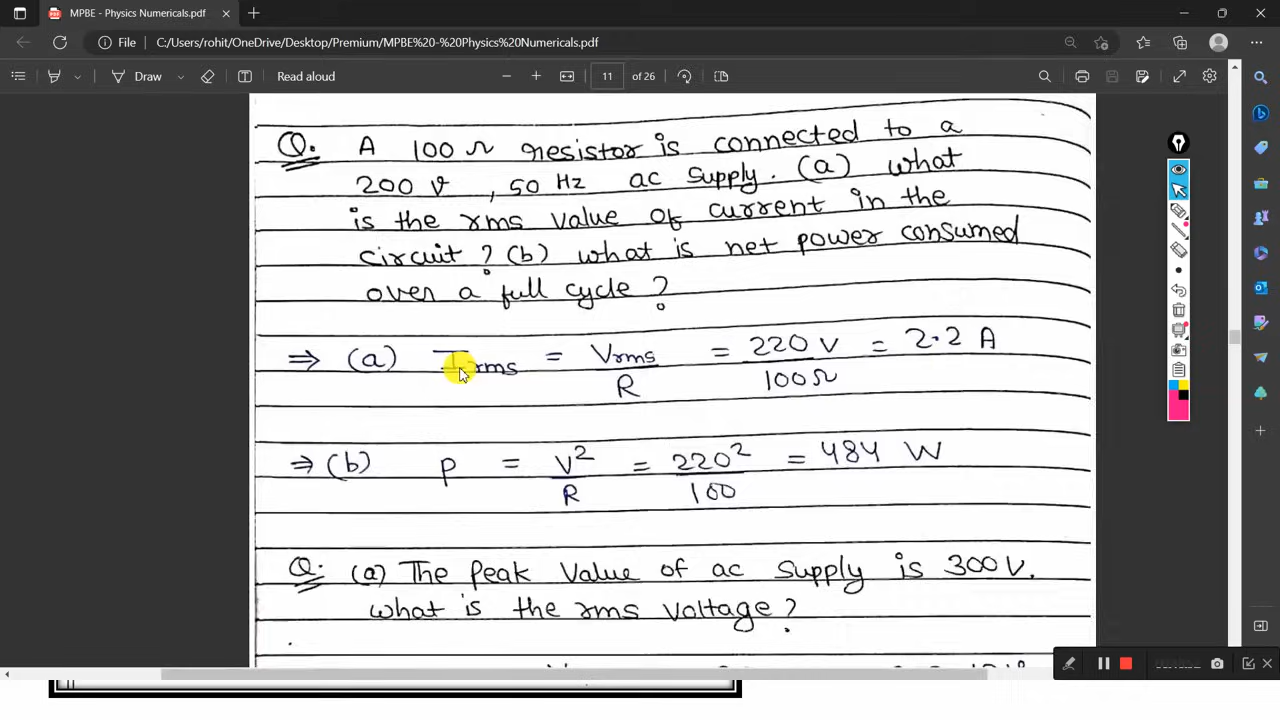 MPBE - Physics Numericals.pdf
File C:/Users/rohit/OneDrive/Desktop/Premium/MPBE%20-%20Physics%20Numericals.pdf
Draw Read aloud 11 of 26
Q. A 100 Ω resistor is connected to a
200 V, 50 Hz ac supply. (a) what
is the rms value of current in the
circuit? (b) what is net power consumed
over a full cycle?
⇒ (a) Irms = Vrms/R = 220 V/100Ω = 2.2 A
⇒ (b) P = V²/R = 220²/100 = 484 W
Q. (a) The Peak Value of ac supply is 300V.
what is the rms voltage?